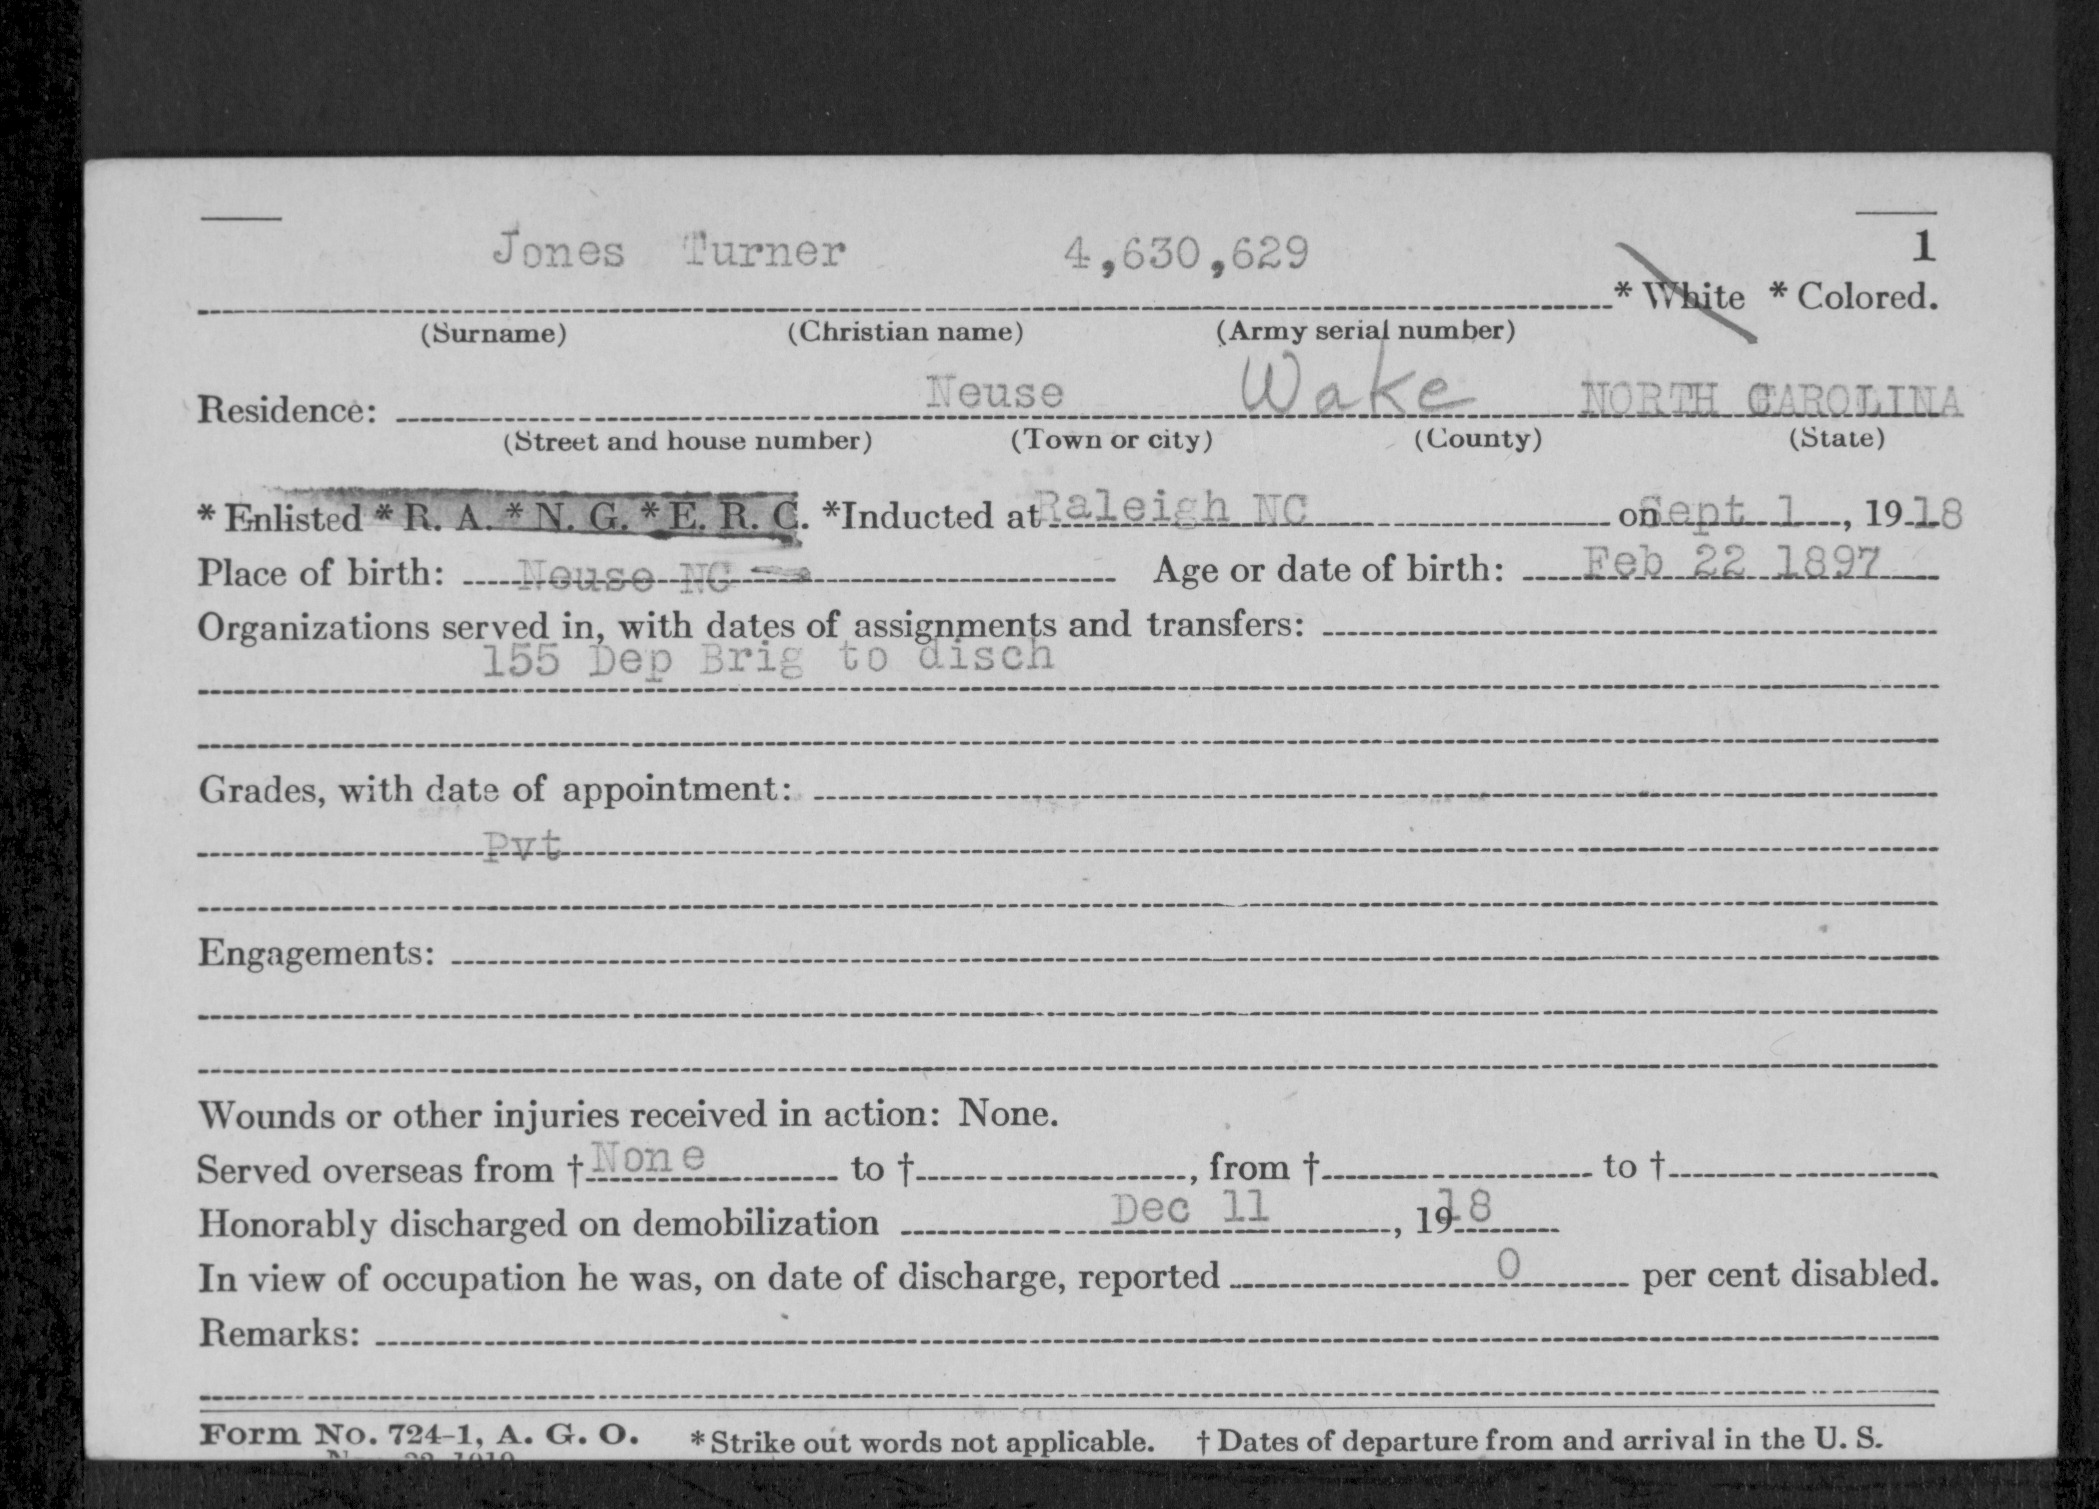 Jones Turner 4,630,629 1
* White * Colored.
(Surname) (Christian name) (Army serial number)
Residence: Neuse Wake NORTH CAROLINA
(Street and house number) (Town or city) (County) (State)
* Enlisted * R. A. * N. G. * E. R. C. *Inducted at Raleigh NC on Sept 1, 1918
Place of birth: Neuse NC Age or date of birth: Feb 22 1897
Organizations served in, with dates of assignments and transfers:
155 Dep Brig to disch
Grades, with date of appointment:
Pvt
Engagements:
Wounds or other injuries received in action: None.
Served overseas from † None to †, from † to †
Honorably discharged on demobilization Dec 11, 1918
In view of occupation he was, on date of discharge, reported 0 per cent disabled.
Remarks:
Form No. 724-1, A. G. O. * Strike out words not applicable. † Dates of departure from and arrival in the U. S.